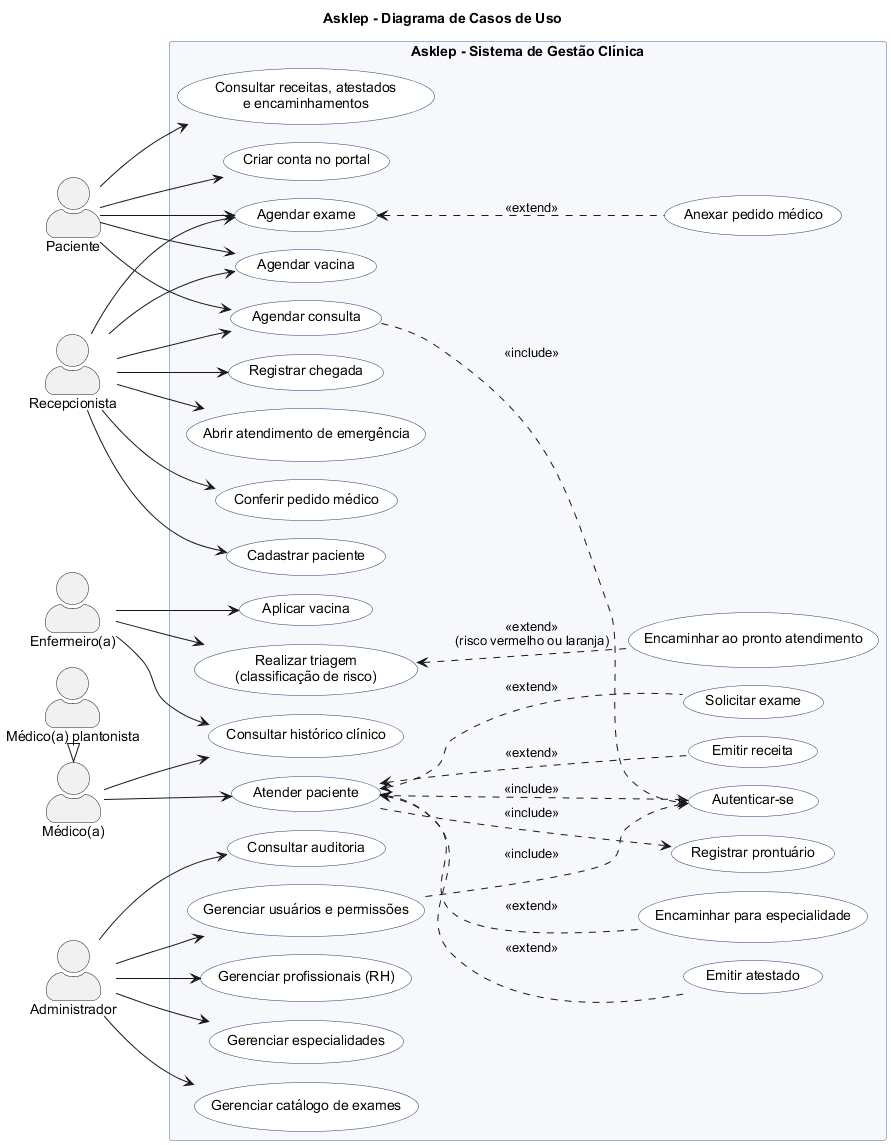 Asklep - Diagrama de Casos de Uso
Asklep - Sistema de Gestão Clínica
Consultar receitas, atestados
e encaminhamentos
Criar conta no portal
Paciente
Agendar exame
«extend»
Anexar pedido médico
Agendar vacina
Agendar consulta
«include»
Registrar chegada
Recepcionista
Abrir atendimento de emergência
Conferir pedido médico
Cadastrar paciente
Aplicar vacina
Enfermeiro(a)
«extend»
(risco vermelho ou laranja)
Encaminhar ao pronto atendimento
Realizar triagem
(classificação de risco)
«extend»
Solicitar exame
Médico(a) plantonista
Consultar histórico clínico
«extend»
Emitir receita
Atender paciente
«include»
Autenticar-se
«include»
Médico(a)
Consultar auditoria
«include»
Registrar prontuário
Gerenciar usuários e permissões
«extend»
Encaminhar para especialidade
«extend»
Emitir atestado
Gerenciar profissionais (RH)
Administrador
Gerenciar especialidades
Gerenciar catálogo de exames